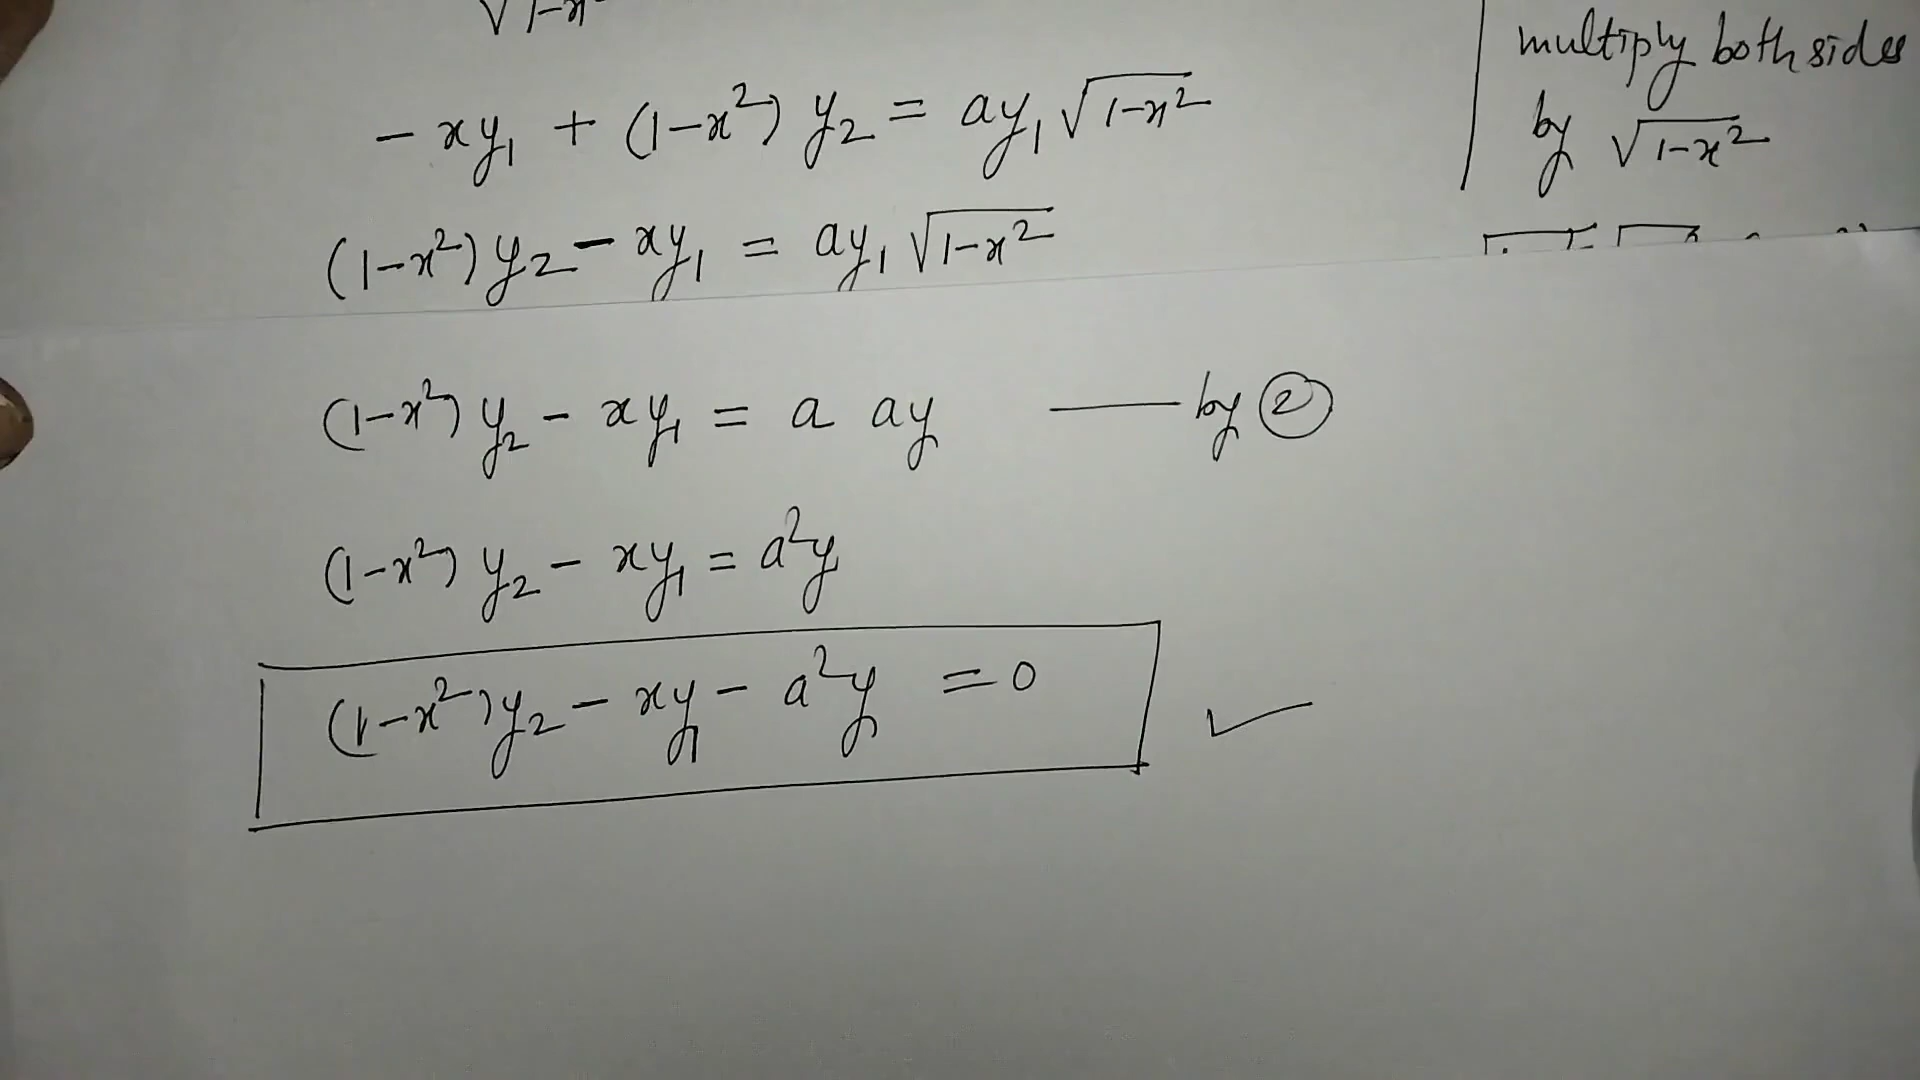 √1-x²
- xy₁ + (1-x²) y₂ = ay₁ √1-x²
multiply both sides
by √1-x²
(1-x²) y₂ - xy₁ = ay₁ √1-x²
(1-x²) y₂ - xy₁ = a ay —— by ②
(1-x²) y₂ - xy₁ = a²y
(1-x²) y₂ - xy₁ - a²y = 0 ✓